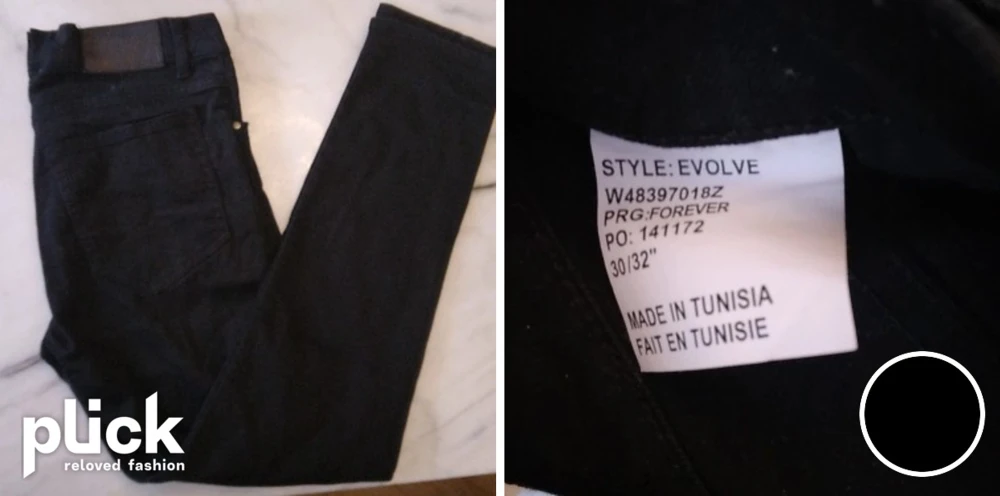 plick
reloved fashion
STYLE: EVOLVE
W48397018Z
PRG:FOREVER
PO: 141172
30/32"
MADE IN TUNISIA
FAIT EN TUNISIE